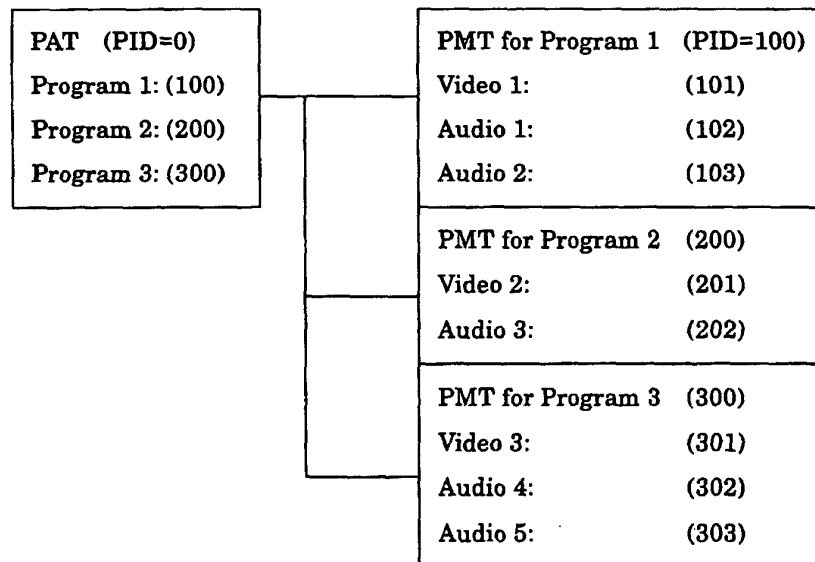 PAT (PID=0)
Program 1: (100)
Program 2: (200)
Program 3: (300)
PMT for Program 1 (PID=100)
Video 1: (101)
Audio 1: (102)
Audio 2: (103)
PMT for Program 2 (200)
Video 2: (201)
Audio 3: (202)
PMT for Program 3 (300)
Video 3: (301)
Audio 4: (302)
Audio 5: (303)